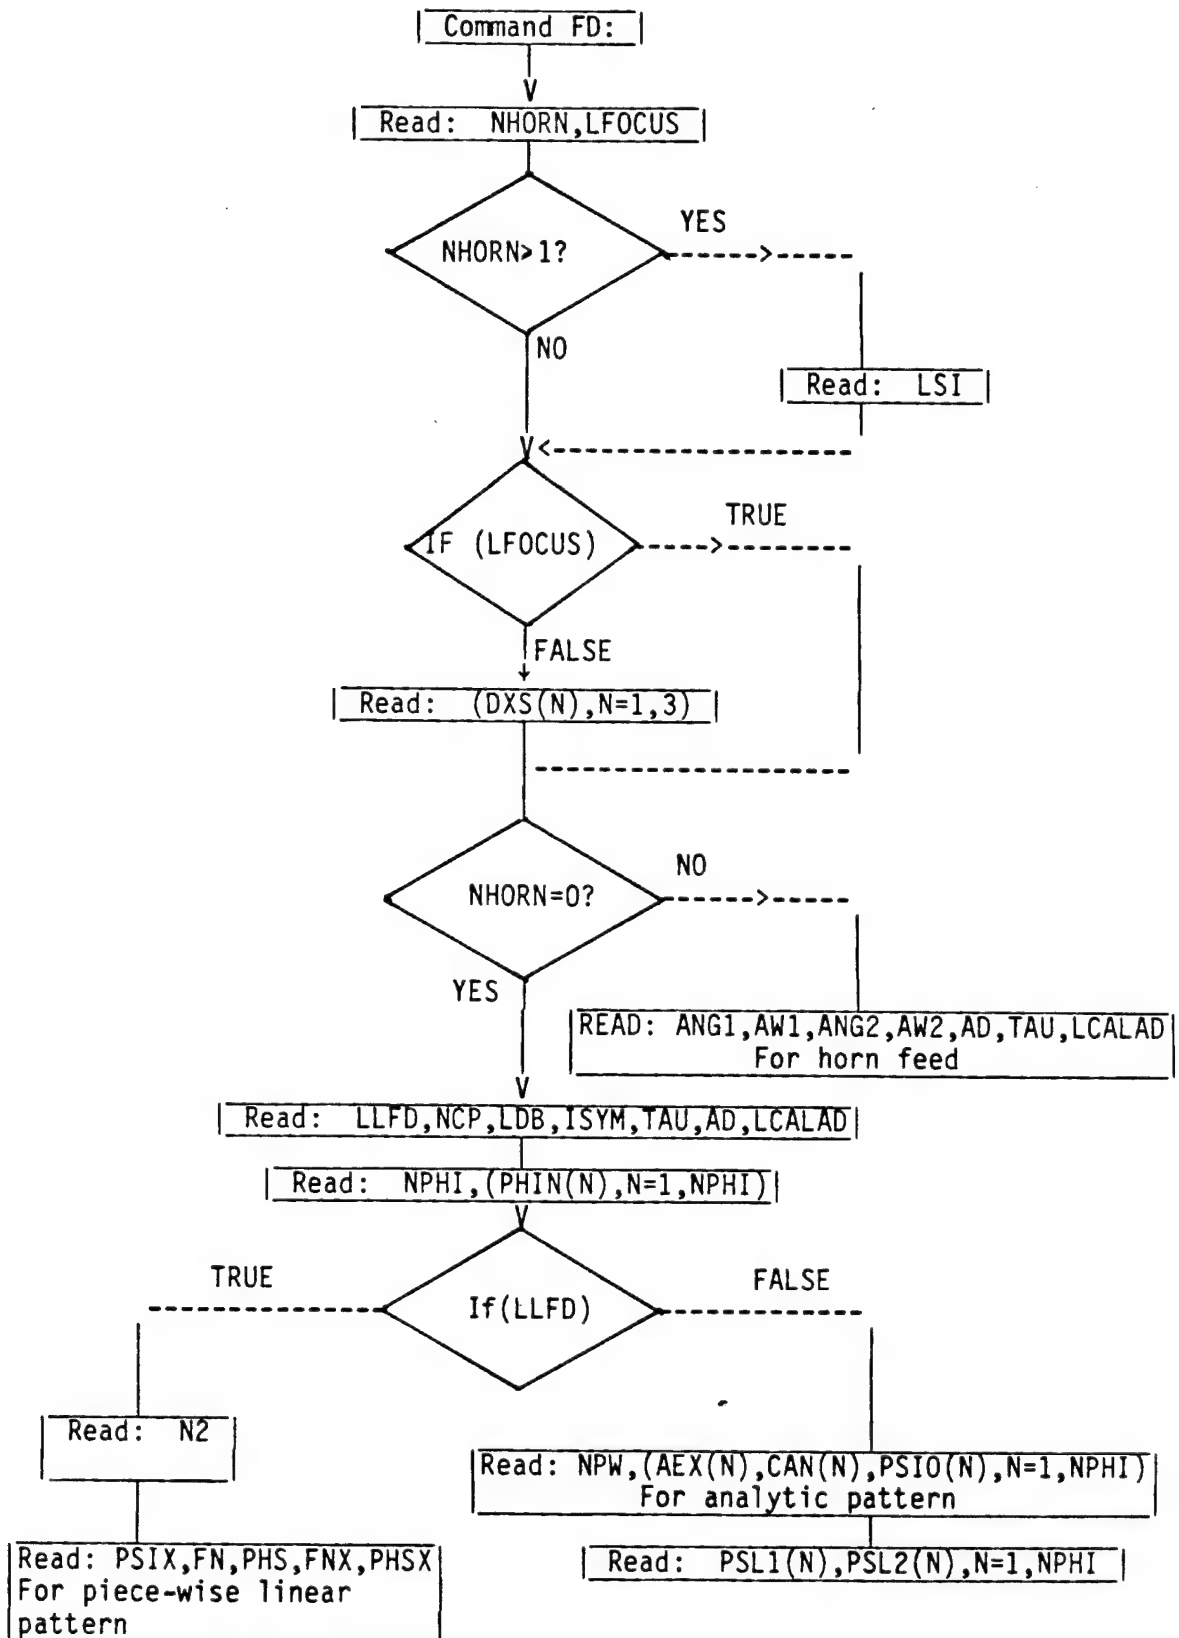 Command FD:
Read: NHORN,LFOCUS
NHORN>1?
YES
NO
Read: LSI
IF (LFOCUS)
TRUE
FALSE
Read: (DXS(N),N=1,3)
NHORN=0?
NO
YES
READ: ANG1,AW1,ANG2,AW2,AD,TAU,LCALAD
For horn feed
Read: LLFD,NCP,LDB,ISYM,TAU,AD,LCALAD
Read: NPHI,(PHIN(N),N=1,NPHI)
If(LLFD)
TRUE
FALSE
Read: N2
Read: NPW,(AEX(N),CAN(N),PSIO(N),N=1,NPHI)
For analytic pattern
Read: PSIX,FN,PHS,FNX,PHSX
For piece-wise linear
pattern
Read: PSL1(N),PSL2(N),N=1,NPHI